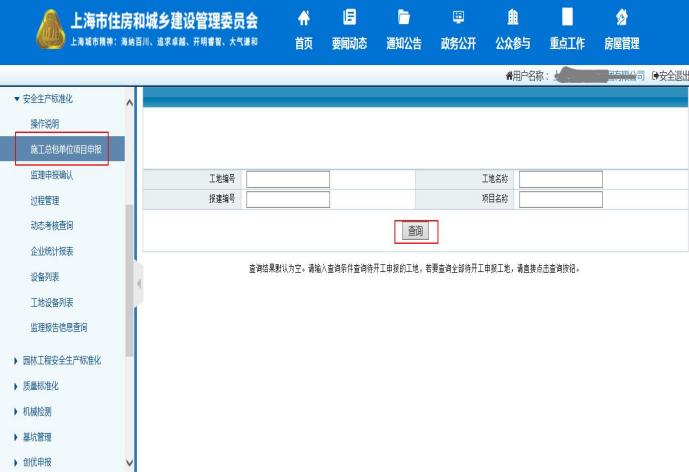 上海市住房和城乡建设管理委员会
上海城市精神：海纳百川、追求卓越、开明睿智、大气谦和
首页 要闻动态 通知公告 政务公开 公众参与 重点工作 房屋管理
用户名称： 公司 安全退出
安全生产标准化
操作说明
施工总包单位项目申报
监理申报确认
过程管理
动态考核查询
企业统计报表
设备列表
工地设备列表
监理报告信息查询
园林工程安全生产标准化
质量标准化
机械检测
基坑管理
创优申报
工地编号 工地名称
报建编号 项目名称
查询
查询结果默认为空。请输入查询条件查询待开工申报的工地，若要查询全部待开工申报工地，请直接点击查询按钮。